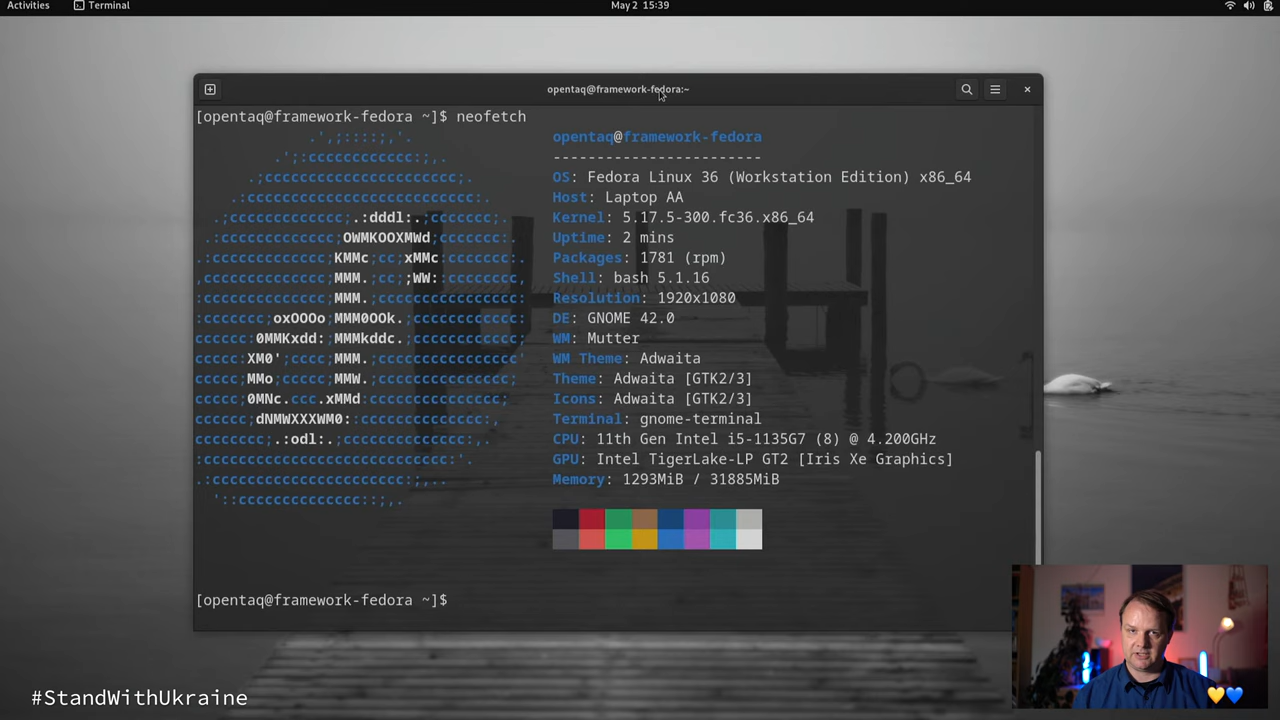 Activities
Terminal
May 2 15:39
opentaq@framework-fedora:~
[opentaq@framework-fedora ~]$ neofetch
opentaq@framework-fedora
------------------------
OS: Fedora Linux 36 (Workstation Edition) x86_64
Host: Laptop AA
Kernel: 5.17.5-300.fc36.x86_64
Uptime: 2 mins
Packages: 1781 (rpm)
Shell: bash 5.1.16
Resolution: 1920x1080
DE: GNOME 42.0
WM: Mutter
WM Theme: Adwaita
Theme: Adwaita [GTK2/3]
Icons: Adwaita [GTK2/3]
Terminal: gnome-terminal
CPU: 11th Gen Intel i5-1135G7 (8) @ 4.200GHz
GPU: Intel TigerLake-LP GT2 [Iris Xe Graphics]
Memory: 1293MiB / 31885MiB
[opentaq@framework-fedora ~]$
#StandWithUkraine